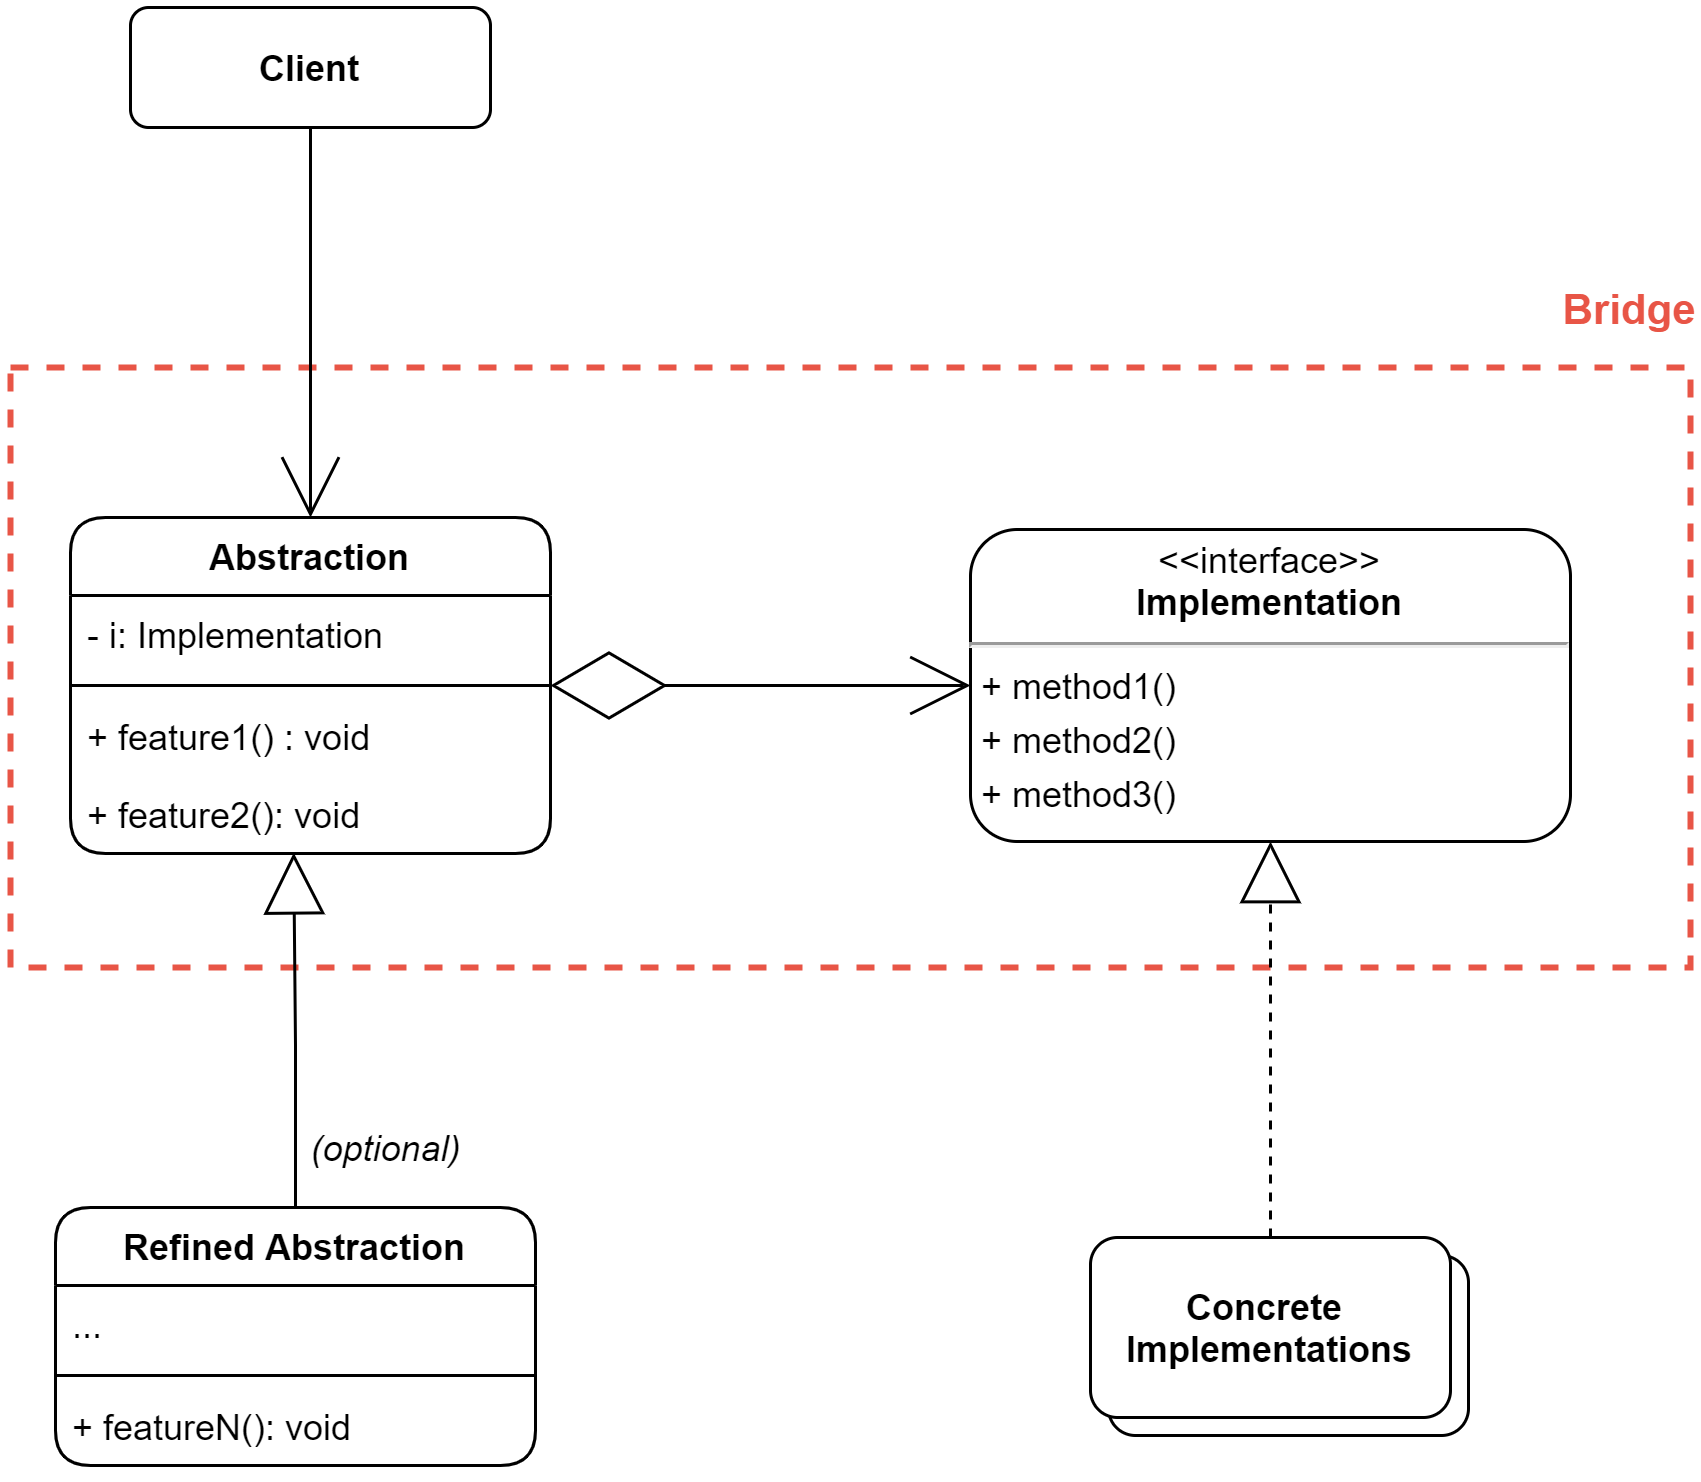 Client
Bridge
Abstraction
- i: Implementation
+ feature1() : void
+ feature2(): void
<<interface>>
Implementation
+ method1()
+ method2()
+ method3()
(optional)
Refined Abstraction
...
+ featureN(): void
Concrete
Implementations